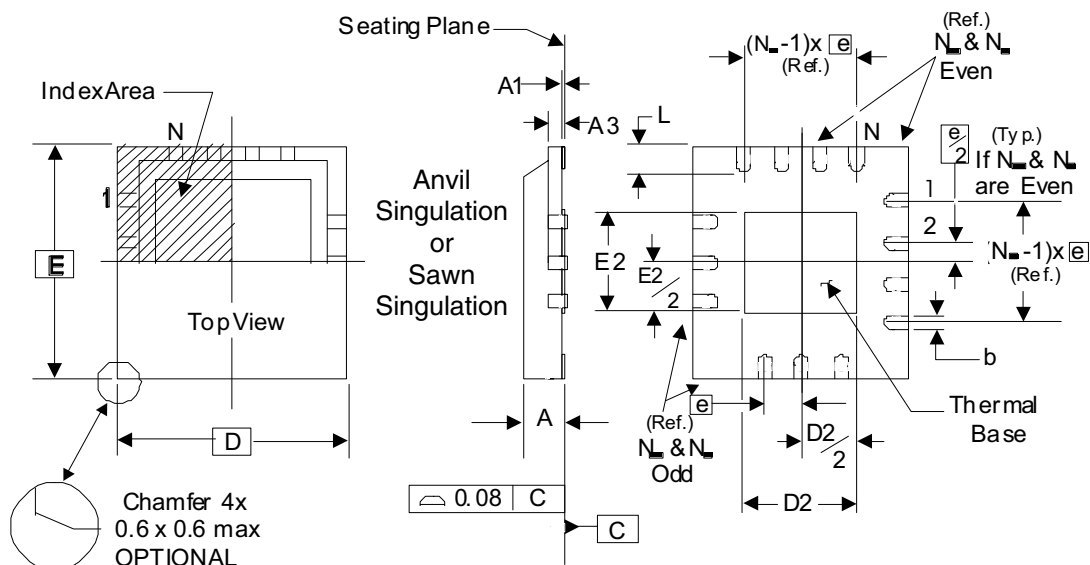 Seating Plane
IndexArea
N
1
E
Top View
D
Chamfer 4x
0.6 x 0.6 max
OPTIONAL
A1
A3
L
Anvil
Singulation
or
Sawn
Singulation
A
0.08 C
C
(N -1)x e
(Ref.)
(Ref.)
N & N
Even
N
e/2
(Typ.)
If N & N
are Even
1
2
(N -1)x e
(Ref.)
b
E2
E2/2
e
(Ref.)
N & N
Odd
D2/2
D2
Thermal
Base